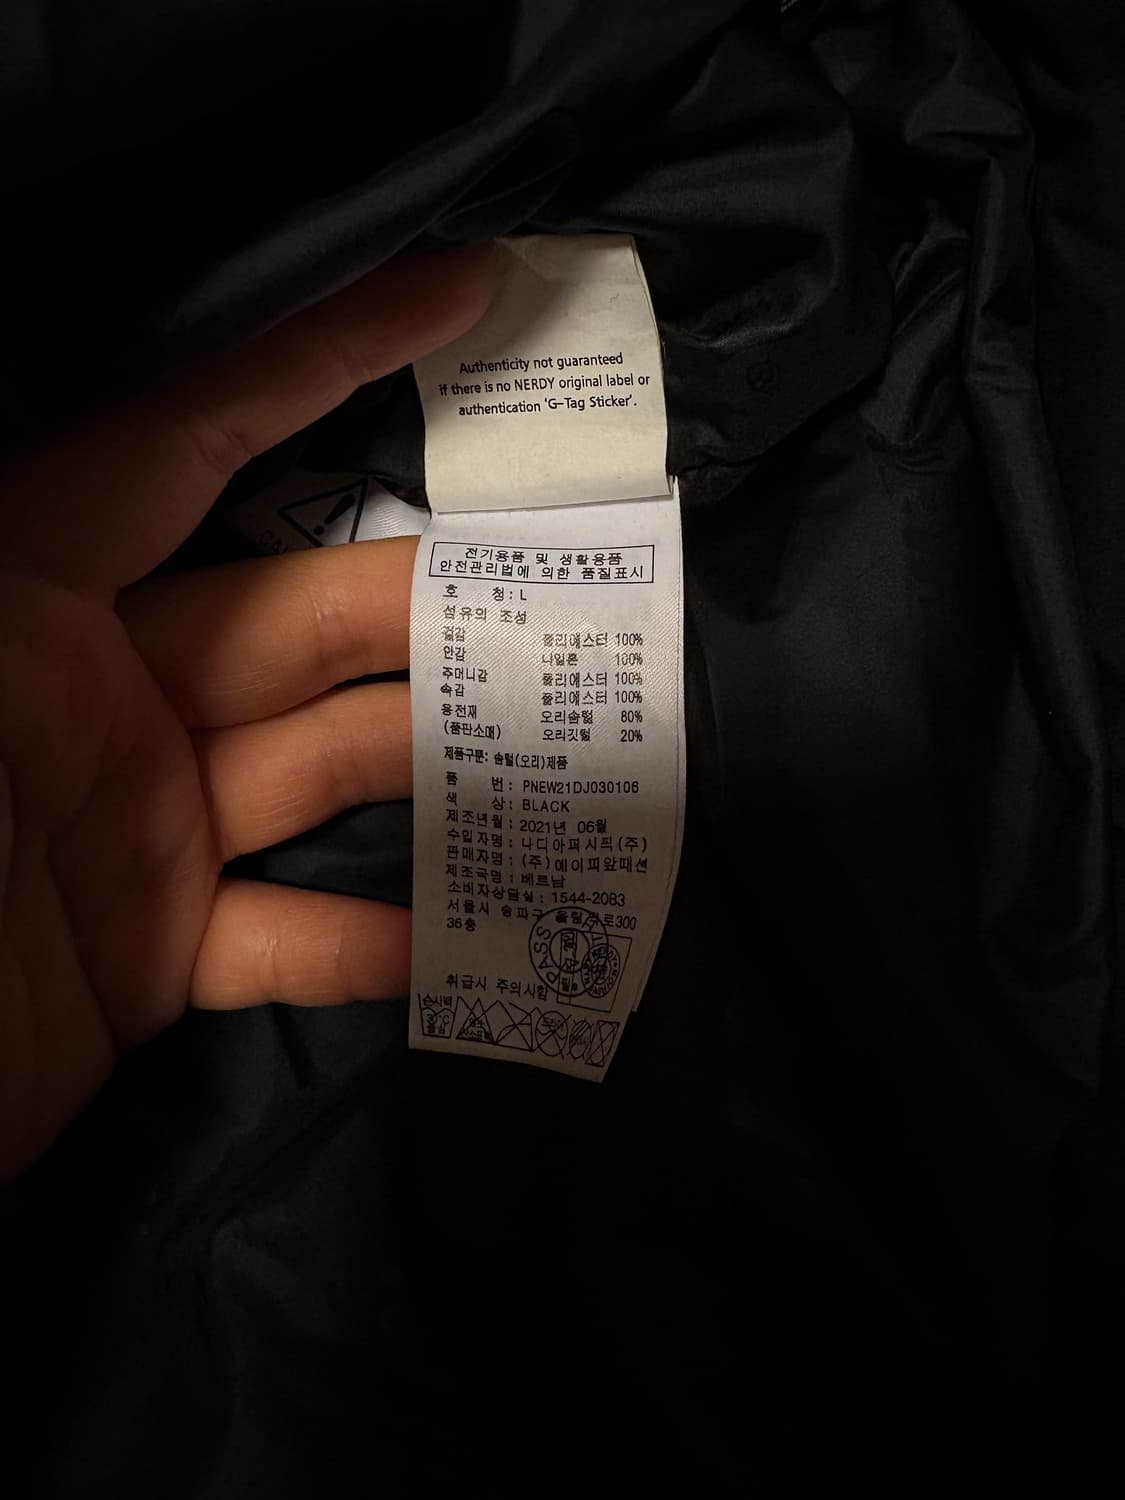 Authenticity not guaranteed
if there is no NERDY original label or
authentication 'G-Tag Sticker'.
전기용품 및 생활용품
안전관리법에 의한 품질표시
호 칭: L
섬유의 조성
겉감 폴리에스터 100%
안감 나일론 100%
주머니감 폴리에스터 100%
속감 폴리에스터 100%
충전재 오리솜털 80%
(품판소매) 오리깃털 20%
제품구분: 솜털(오리)제품
품 번: PNEW21DJ030106
색 상: BLACK
제조년월: 2021년 06월
수입자명: 나디아퍼시픽(주)
판매자명: (주)에이피알패션
제조국명: 베트남
소비자상담실: 1544-2083
서울시 송파구 올림픽로300
36층
PASS
취급시 주의사항
손세탁